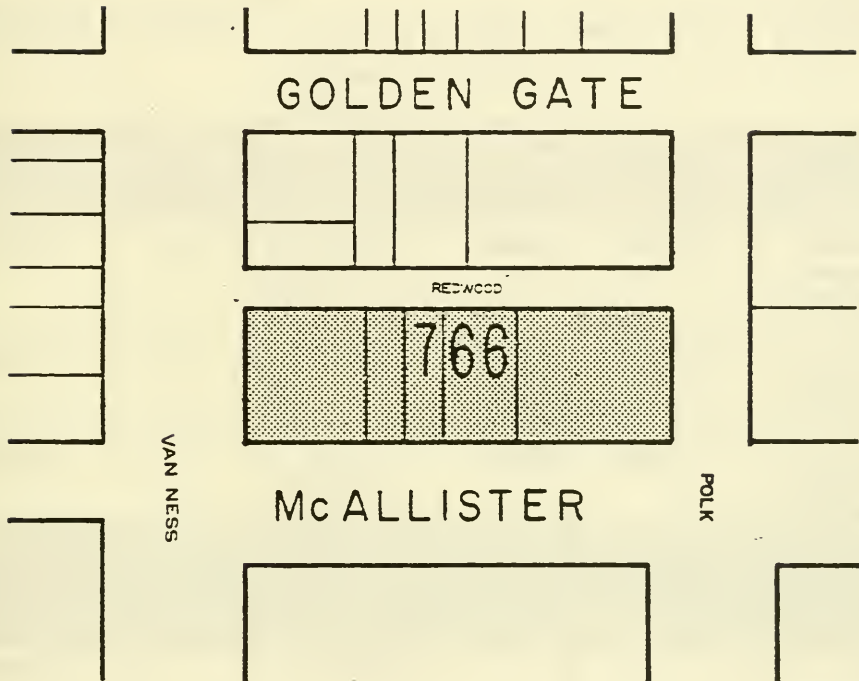 GOLDEN GATE
REDWOOD
766
VAN NESS
McALLISTER
POLK